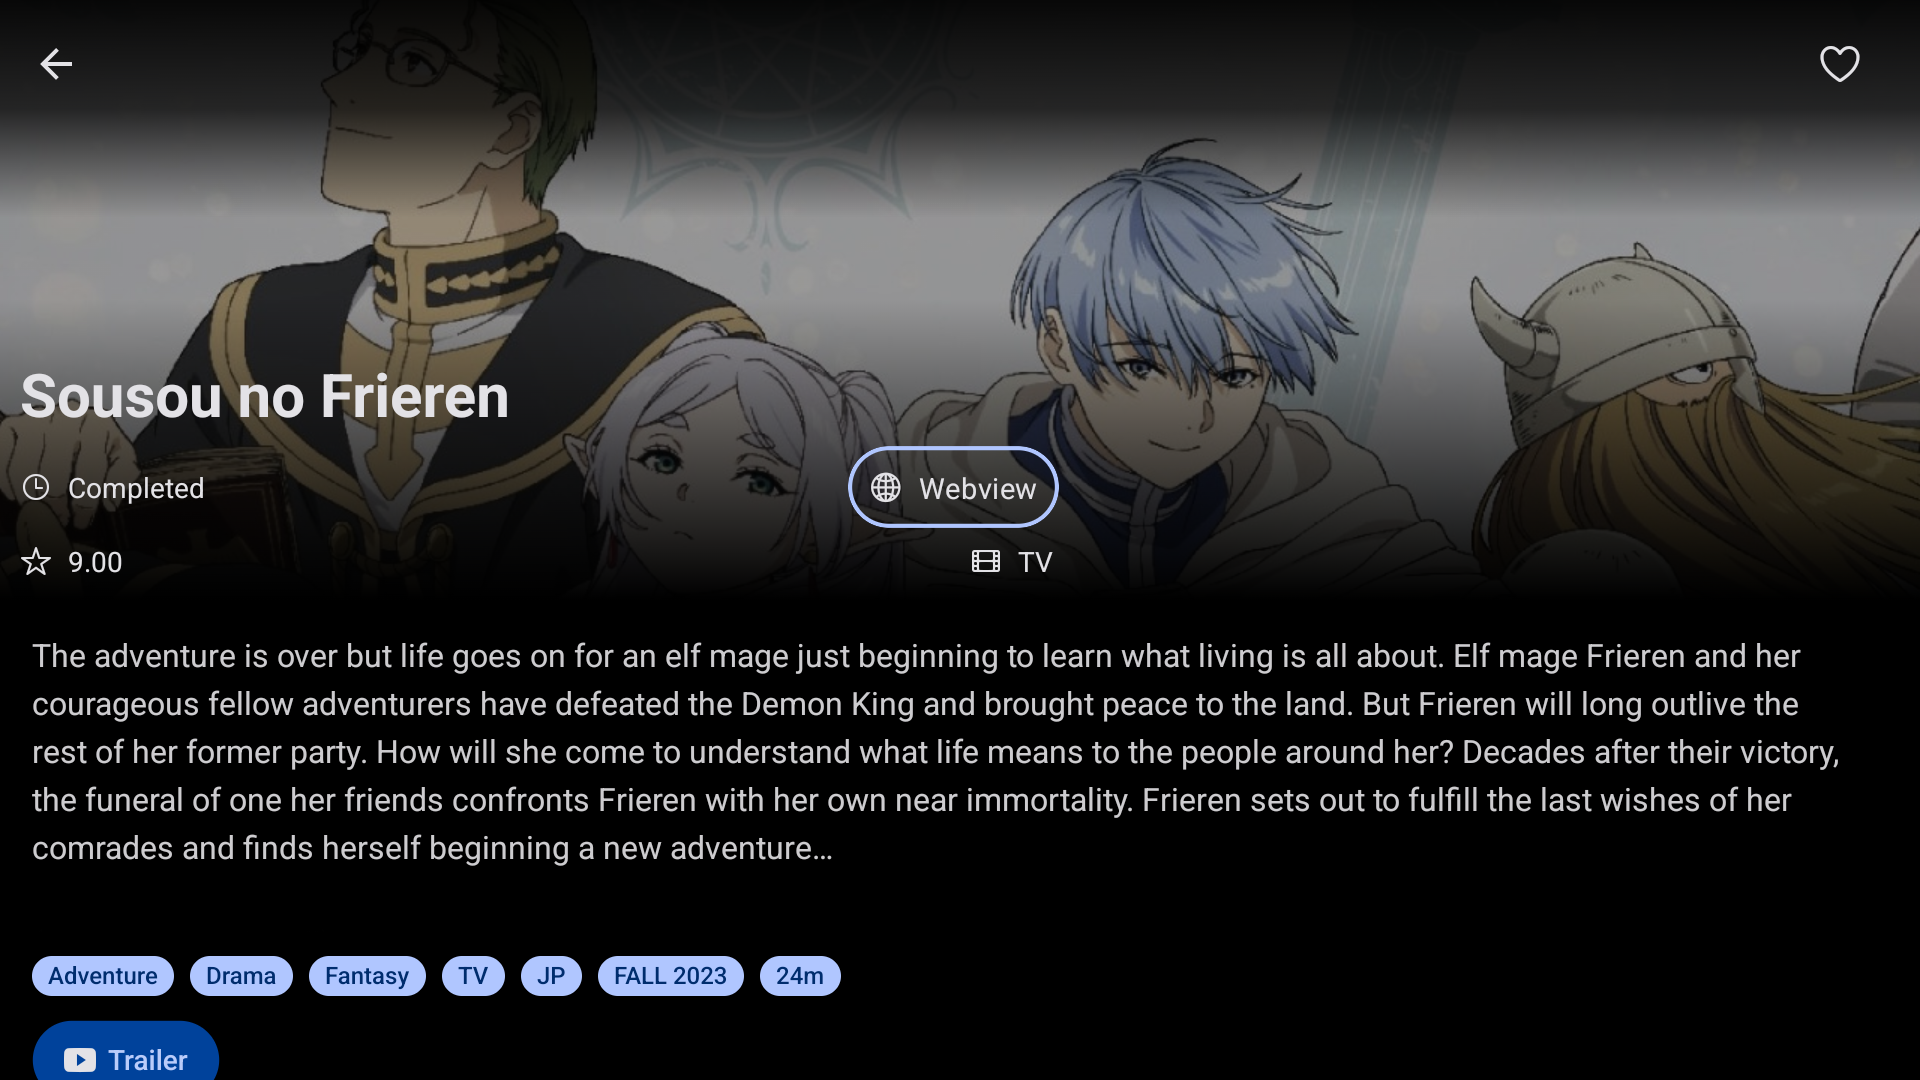 Sousou no Frieren
Completed
Webview
9.00
TV
The adventure is over but life goes on for an elf mage just beginning to learn what living is all about. Elf mage Frieren and her
courageous fellow adventurers have defeated the Demon King and brought peace to the land. But Frieren will long outlive the
rest of her former party. How will she come to understand what life means to the people around her? Decades after their victory,
the funeral of one her friends confronts Frieren with her own near immortality. Frieren sets out to fulfill the last wishes of her
comrades and finds herself beginning a new adventure…
Adventure Drama Fantasy TV JP FALL 2023 24m
Trailer